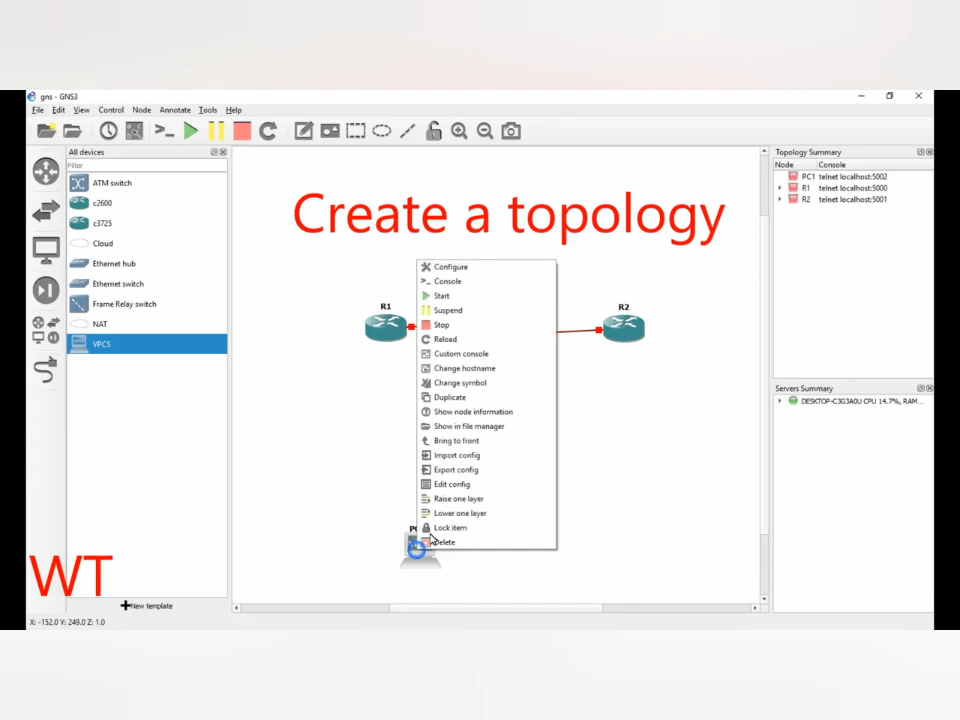 gns - GNS3
File Edit View Control Node Annotate Tools Help
All devices
Filter
ATM switch
c2600
c3725
Cloud
Ethernet hub
Ethernet switch
Frame Relay switch
NAT
VPCS
New template
X: -152.0 Y: 249.0 Z: 1.0
WT
Create a topology
R1
R2
Configure
Console
Start
Suspend
Stop
Reload
Custom console
Change hostname
Change symbol
Duplicate
Show node information
Show in file manager
Bring to front
Import config
Export config
Edit config
Raise one layer
Lower one layer
Lock item
Delete
Topology Summary
Node Console
PC1 telnet localhost:5002
R1 telnet localhost:5000
R2 telnet localhost:5001
Servers Summary
DESKTOP-C3G3A0U CPU 14.7%, RAM...